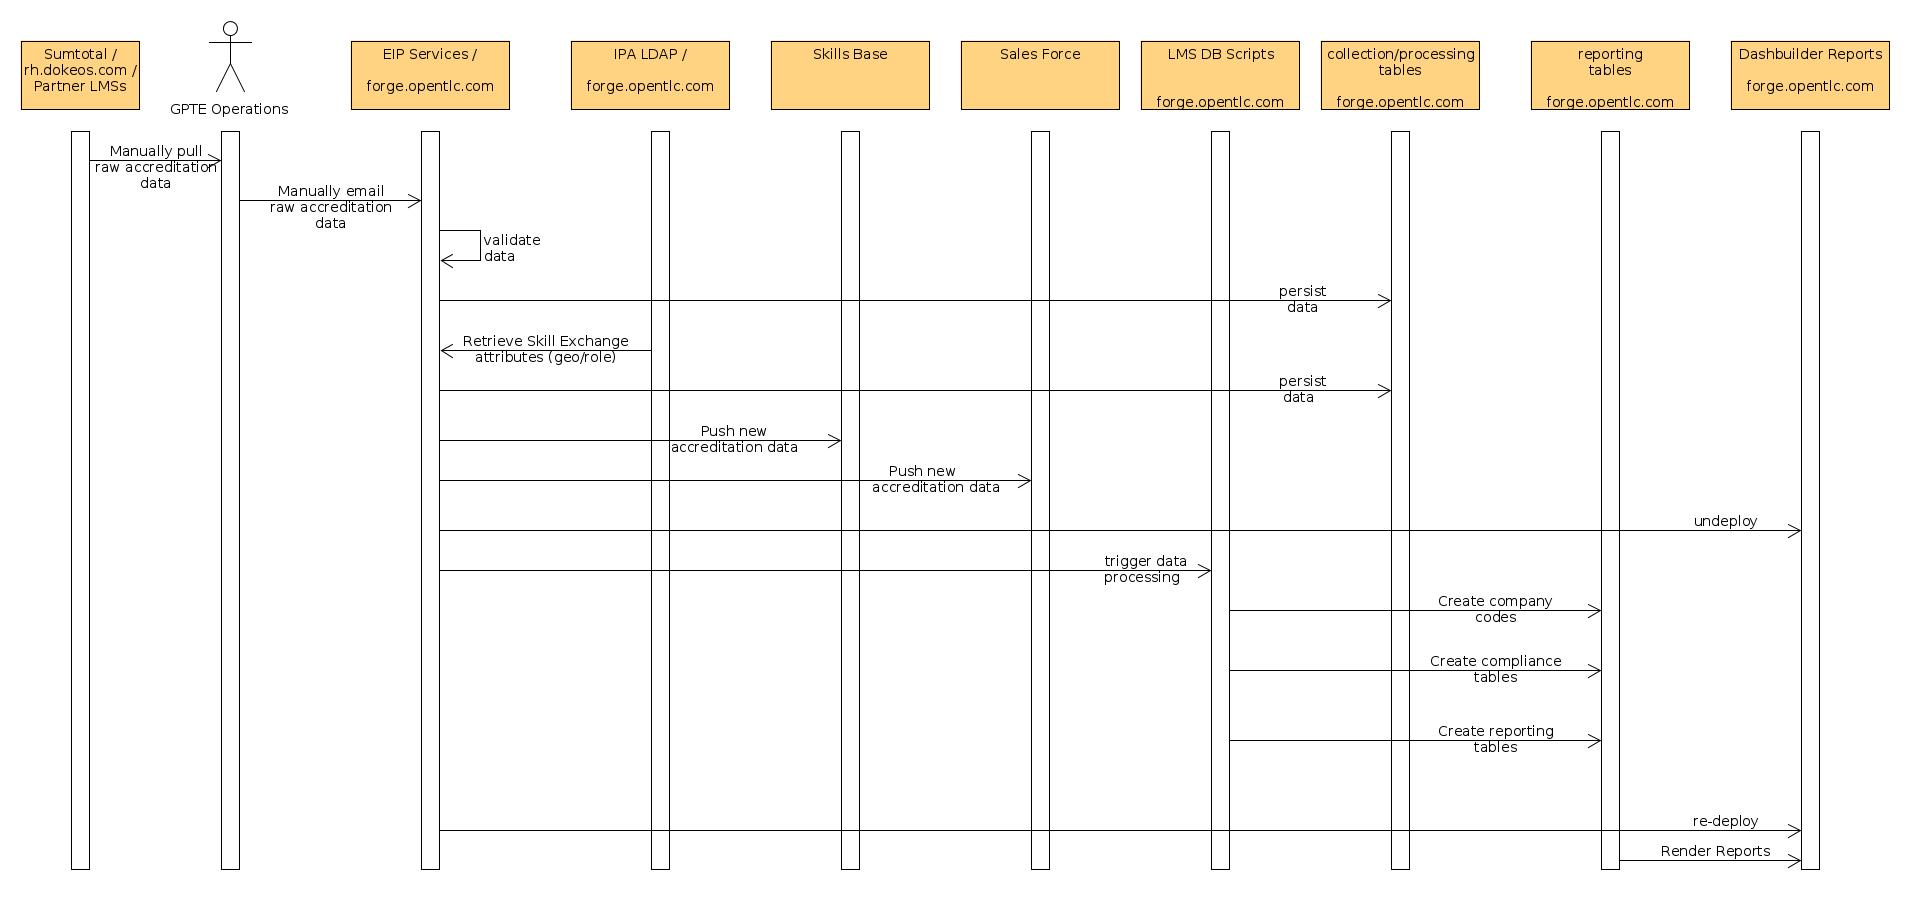 Sumtotal /
rh.dokeos.com /
Partner LMSs
GPTE Operations
EIP Services /
forge.opentlc.com
IPA LDAP /
forge.opentlc.com
Skills Base
Sales Force
LMS DB Scripts
forge.opentlc.com
collection/processing
tables
forge.opentlc.com
reporting
tables
forge.opentlc.com
Dashbuilder Reports
forge.opentlc.com
Manually pull
raw accreditation
data
Manually email
raw accreditation
data
validate
data
persist
data
Retrieve Skill Exchange
attributes (geo/role)
persist
data
Push new
accreditation data
Push new
accreditation data
undeploy
trigger data
processing
Create company
codes
Create compliance
tables
Create reporting
tables
re-deploy
Render Reports